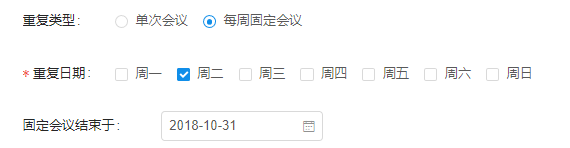 重复类型： 单次会议 每周固定会议
* 重复日期： 周一 周二 周三 周四 周五 周六 周日
固定会议结束于： 2018-10-31